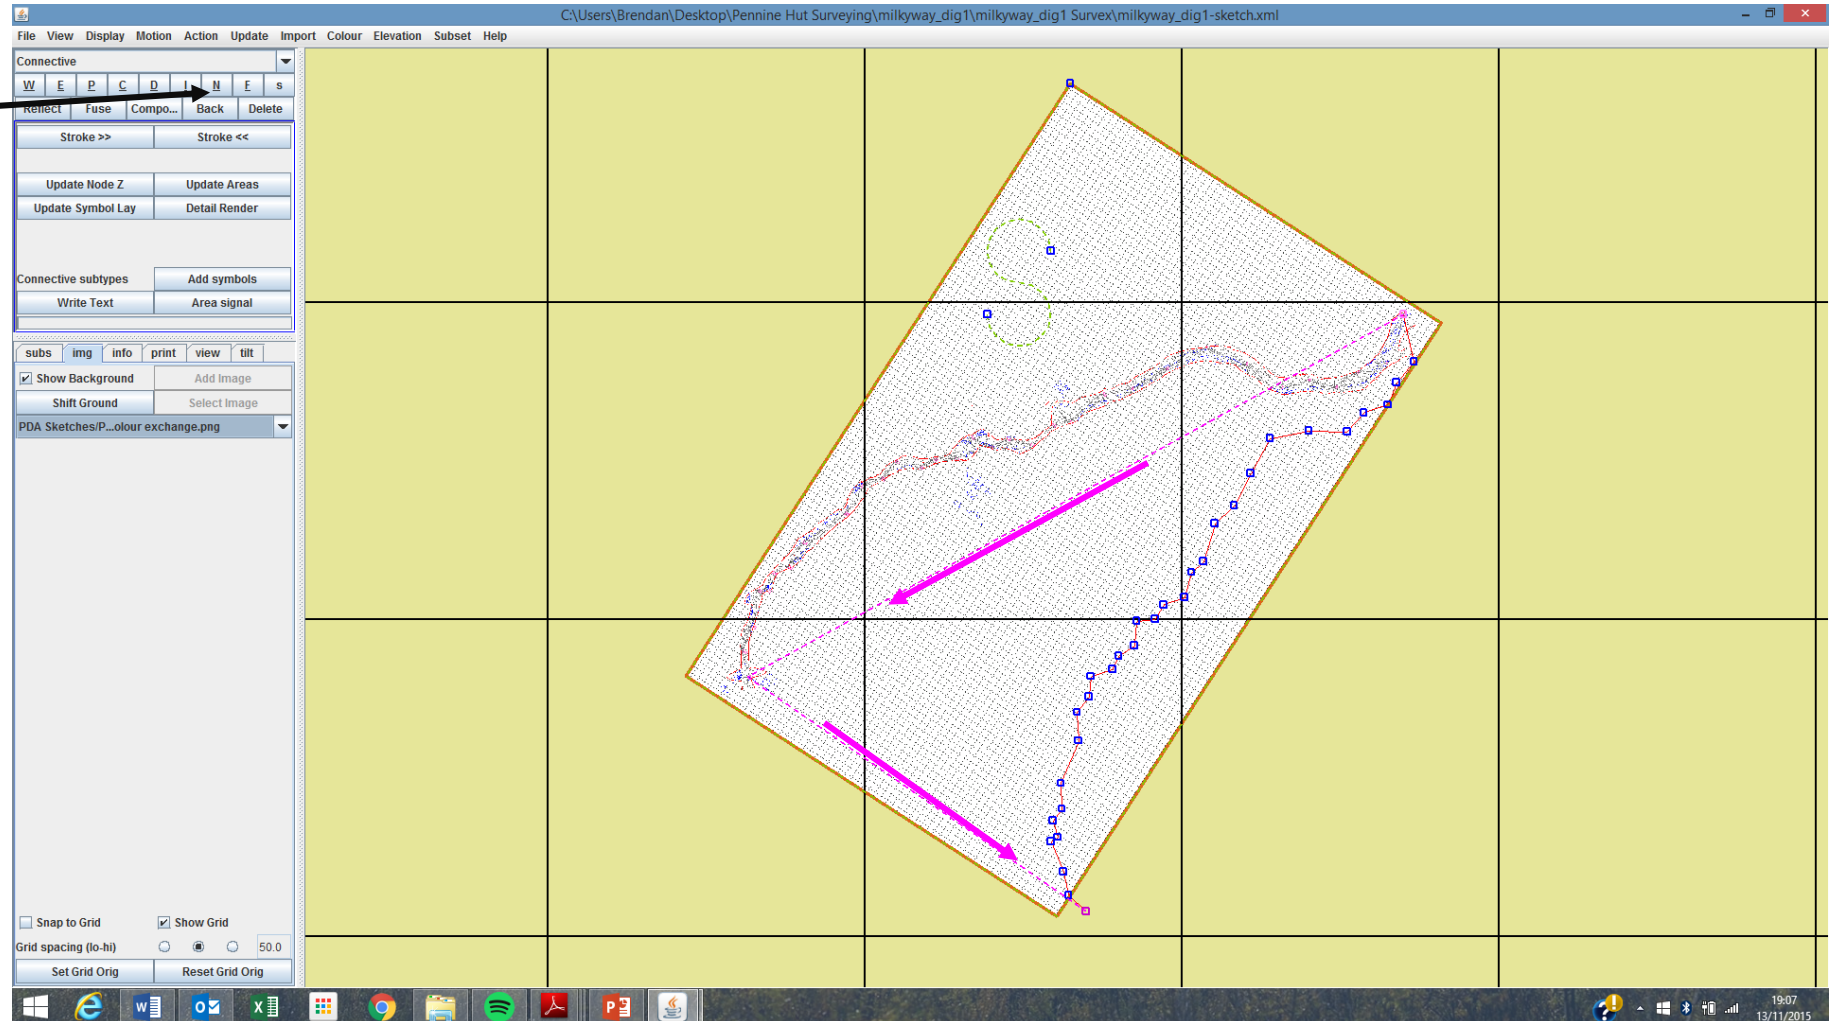 C:\Users\Brendan\Desktop\Pennine Hut Surveying\milkyway_dig1\milkyway_dig1 Survex\milkyway_dig1-sketch.xml
File View Display Motion Action Update Import Colour Elevation Subset Help
Connective
W E P C D I N F s
Reflect Fuse Compo... Back Delete
Stroke >> Stroke <<
Update Node Z Update Areas
Update Symbol Lay Detail Render
Connective subtypes Add symbols
Write Text Area signal
subs img info print view tilt
Show Background Add Image
Shift Ground Select Image
PDA Sketches/P...olour exchange.png
Snap to Grid Show Grid
Grid spacing (lo-hi) 50.0
Set Grid Orig Reset Grid Orig
19:07
13/11/2015